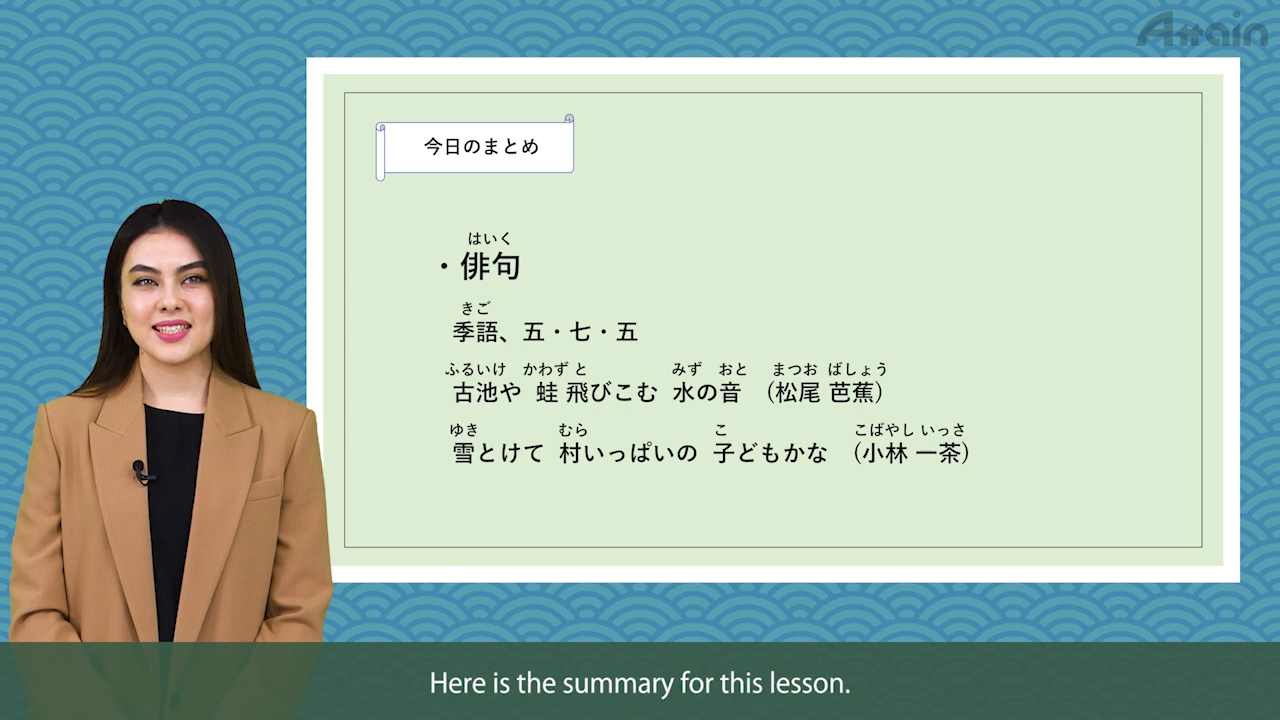 Attain
今日のまとめ
はいく
・俳句
きご
季語、五・七・五
ふるいけ かわず と みず おと まつお ばしょう
古池や 蛙 飛びこむ 水の音 （松尾 芭蕉）
ゆき むら こ こばやし いっさ
雪とけて 村いっぱいの 子どもかな （小林 一茶）
Here is the summary for this lesson.